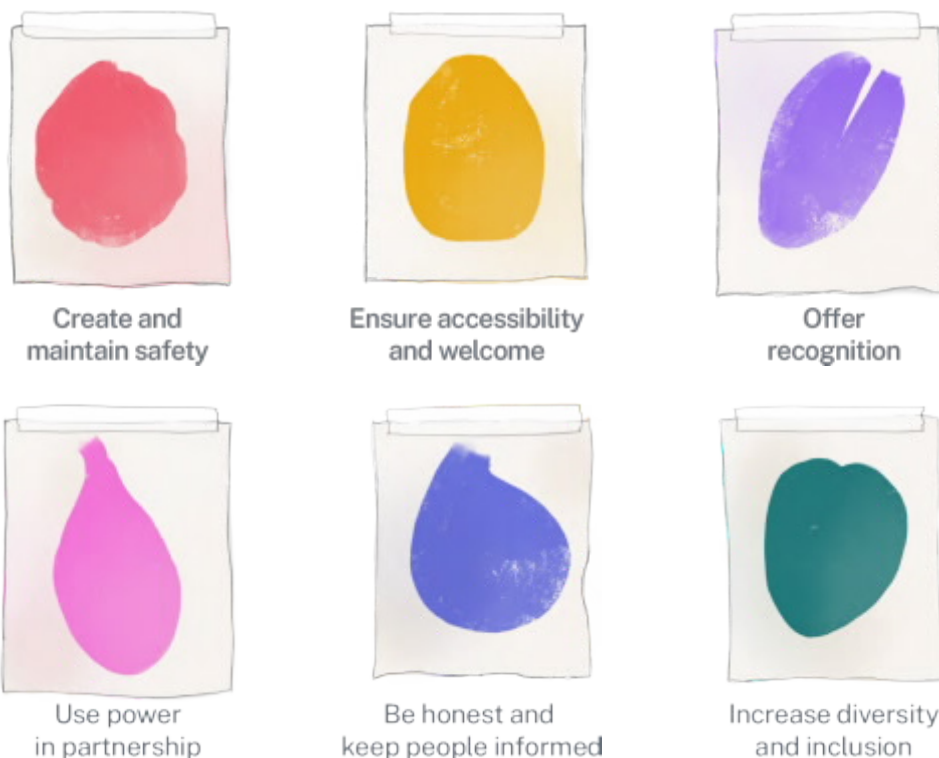 Create and
maintain safety
Ensure accessibility
and welcome
Offer
recognition
Use power
in partnership
Be honest and
keep people informed
Increase diversity
and inclusion